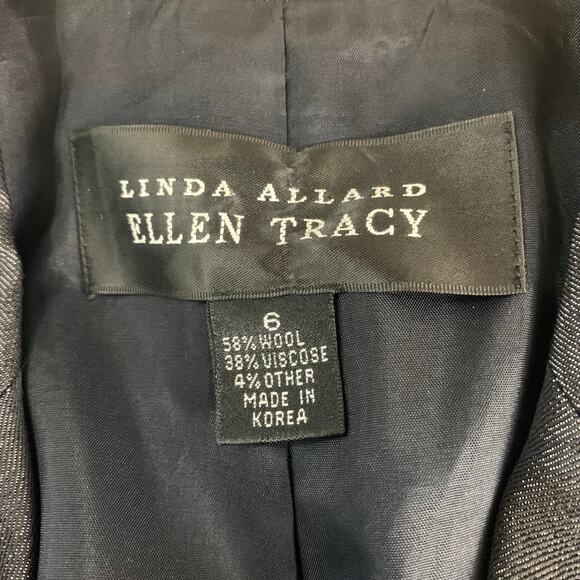 LINDA ALLARD
ELLEN TRACY
6
58% WOOL
38% VISCOSE
4% OTHER
MADE IN
KOREA